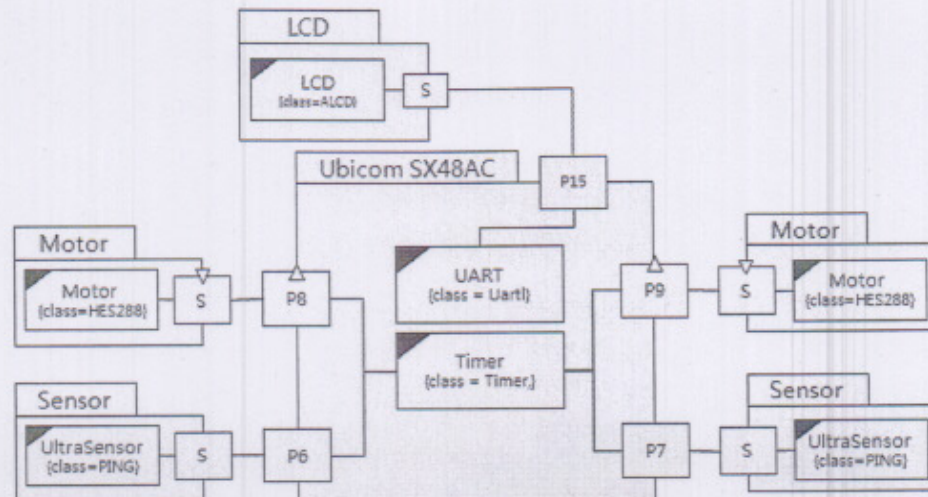 LCD
LCD
{class=ALCD}
S
Ubicom SX48AC
P15
Motor
Motor
{class=HES288}
S
P8
UART
{class = UartI}
P9
S
Motor
Motor
{class=HES288}
Timer
{class = Timer,}
Sensor
UltraSensor
{class=PING}
S
P6
P7
S
Sensor
UltraSensor
{class=PING}